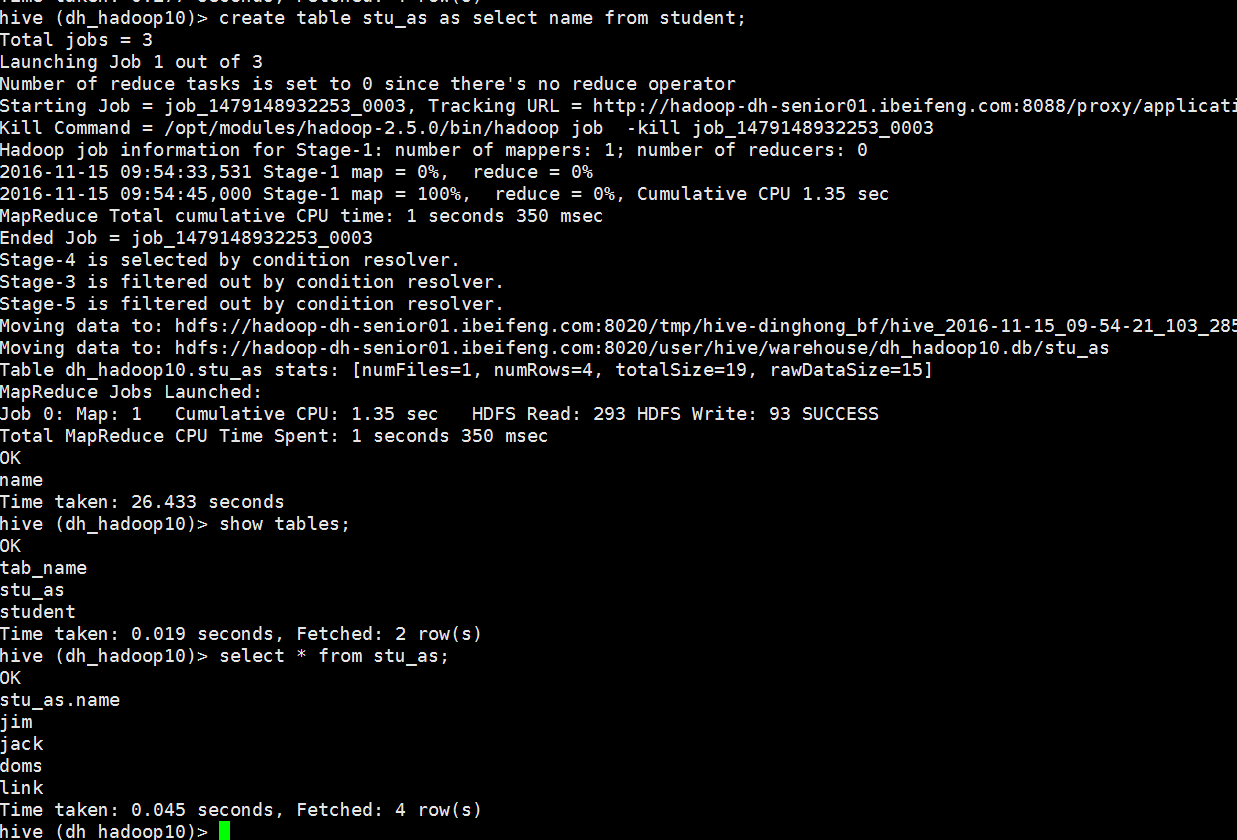 Time taken: 0.277 seconds, Fetched: 4 row(s)
hive (dh_hadoop10)> create table stu_as as select name from student;
Total jobs = 3
Launching Job 1 out of 3
Number of reduce tasks is set to 0 since there's no reduce operator
Starting Job = job_1479148932253_0003, Tracking URL = http://hadoop-dh-senior01.ibeifeng.com:8088/proxy/applicati
Kill Command = /opt/modules/hadoop-2.5.0/bin/hadoop job  -kill job_1479148932253_0003
Hadoop job information for Stage-1: number of mappers: 1; number of reducers: 0
2016-11-15 09:54:33,531 Stage-1 map = 0%,  reduce = 0%
2016-11-15 09:54:45,000 Stage-1 map = 100%,  reduce = 0%, Cumulative CPU 1.35 sec
MapReduce Total cumulative CPU time: 1 seconds 350 msec
Ended Job = job_1479148932253_0003
Stage-4 is selected by condition resolver.
Stage-3 is filtered out by condition resolver.
Stage-5 is filtered out by condition resolver.
Moving data to: hdfs://hadoop-dh-senior01.ibeifeng.com:8020/tmp/hive-dinghong_bf/hive_2016-11-15_09-54-21_103_285
Moving data to: hdfs://hadoop-dh-senior01.ibeifeng.com:8020/user/hive/warehouse/dh_hadoop10.db/stu_as
Table dh_hadoop10.stu_as stats: [numFiles=1, numRows=4, totalSize=19, rawDataSize=15]
MapReduce Jobs Launched:
Job 0: Map: 1   Cumulative CPU: 1.35 sec   HDFS Read: 293 HDFS Write: 93 SUCCESS
Total MapReduce CPU Time Spent: 1 seconds 350 msec
OK
name
Time taken: 26.433 seconds
hive (dh_hadoop10)> show tables;
OK
tab_name
stu_as
student
Time taken: 0.019 seconds, Fetched: 2 row(s)
hive (dh_hadoop10)> select * from stu_as;
OK
stu_as.name
jim
jack
doms
link
Time taken: 0.045 seconds, Fetched: 4 row(s)
hive (dh_hadoop10)>